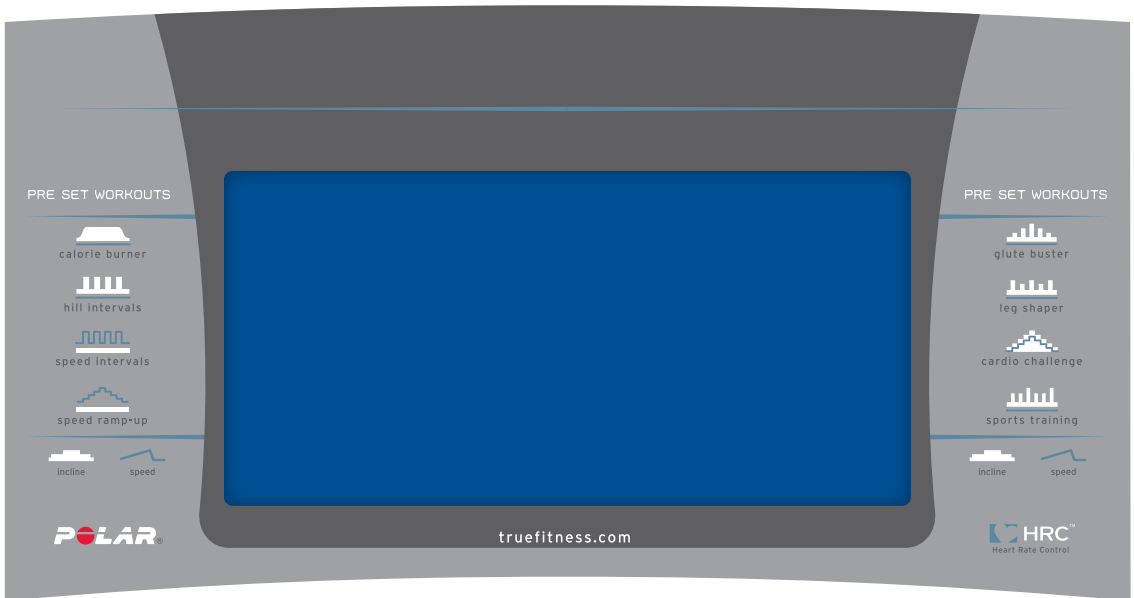 PRE SET WORKOUTS
calorie burner
hill intervals
speed intervals
speed ramp-up
incline
speed
POLAR®
truefitness.com
PRE SET WORKOUTS
glute buster
leg shaper
cardio challenge
sports training
incline
speed
HRC™
Heart Rate Control